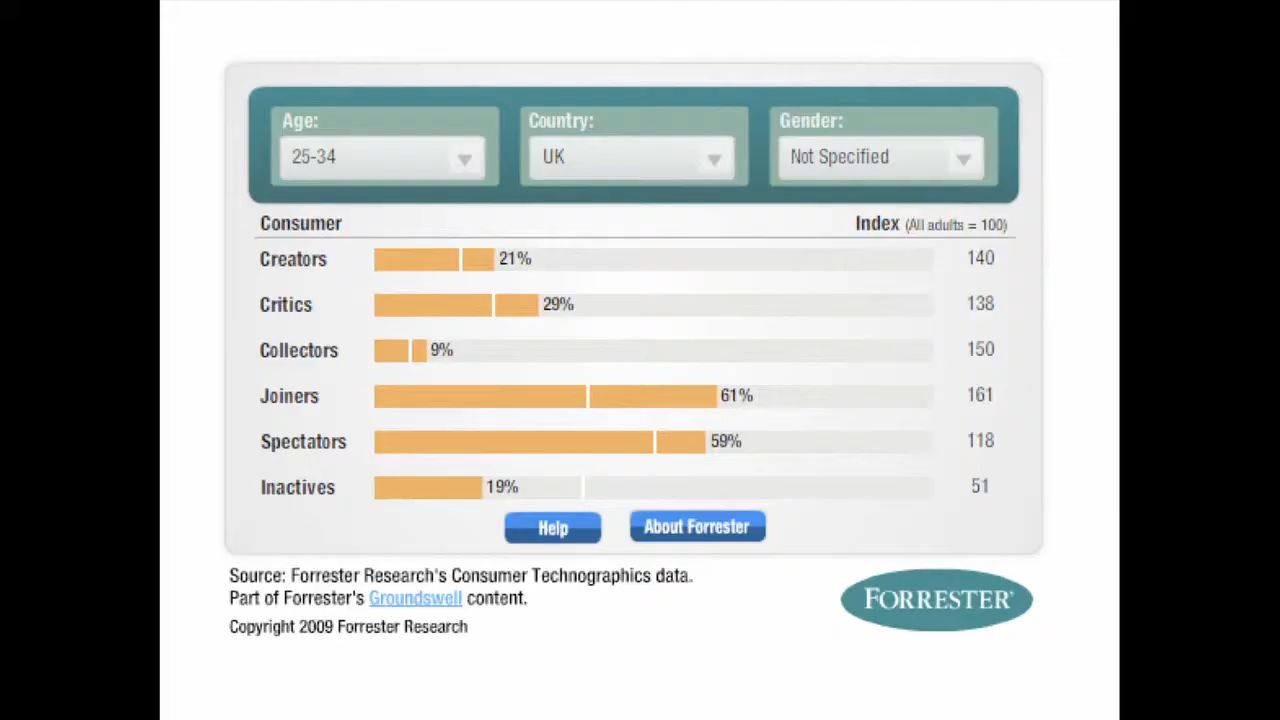 Age: Country: Gender:
25-34 UK Not Specified
Consumer Index (All adults = 100)
Creators 21% 140
Critics 29% 138
Collectors 9% 150
Joiners 61% 161
Spectators 59% 118
Inactives 19% 51
Help About Forrester
Source: Forrester Research's Consumer Technographics data.
Part of Forrester's Groundswell content.
FORRESTER®
Copyright 2009 Forrester Research